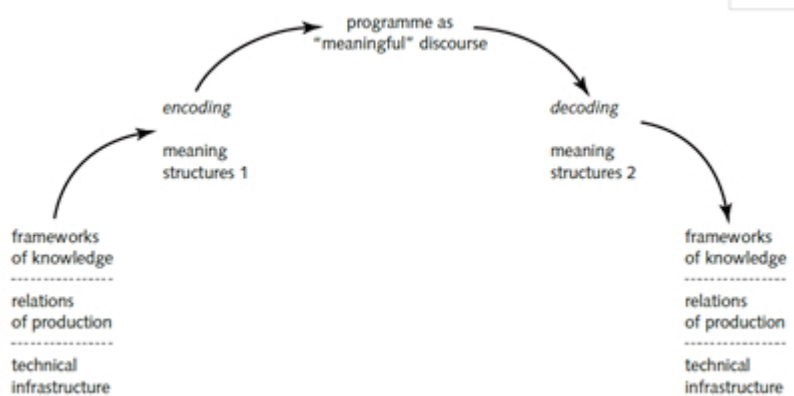 programme as
"meaningful" discourse
encoding
decoding
meaning
structures 1
meaning
structures 2
frameworks
of knowledge
relations
of production
technical
infrastructure
frameworks
of knowledge
relations
of production
technical
infrastructure